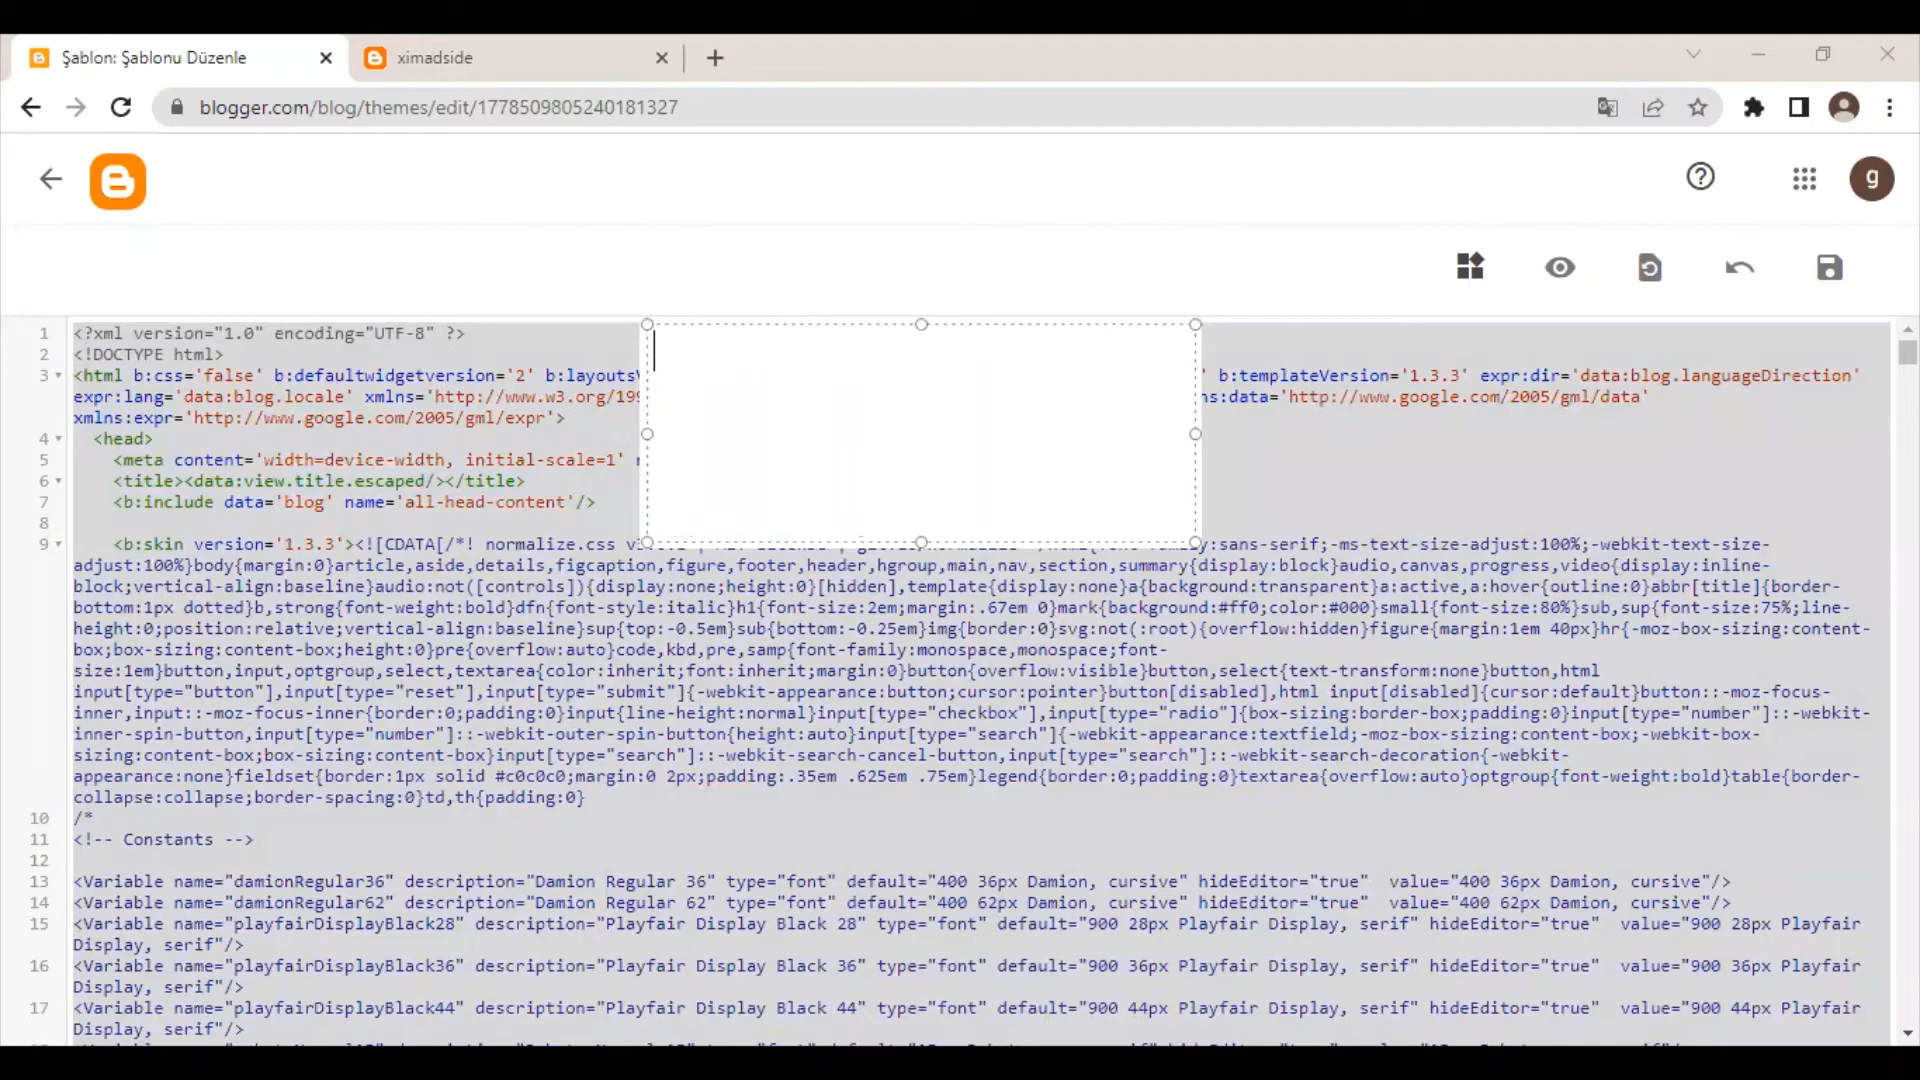 Şablon: Şablonu Düzenle
ximadside
blogger.com/blog/themes/edit/1778509805240181327
g
1 <?xml version="1.0" encoding="UTF-8" ?>
2 <!DOCTYPE html>
3 <html b:css='false' b:defaultwidgetversion='2' b:layouts ' b:templateVersion='1.3.3' expr:dir='data:blog.languageDirection'
expr:lang='data:blog.locale' xmlns='http://www.w3.org/19 ns:data='http://www.google.com/2005/gml/data'
xmlns:expr='http://www.google.com/2005/gml/expr'>
4 <head>
5 <meta content='width=device-width, initial-scale=1'
6 <title><data:view.title.escaped/></title>
7 <b:include data='blog' name='all-head-content'/>
8
9 <b:skin version='1.3.3'><![CDATA[/*! normalize.css :sans-serif;-ms-text-size-adjust:100%;-webkit-text-size-
adjust:100%}body{margin:0}article,aside,details,figcaption,figure,footer,header,hgroup,main,nav,section,summary{display:block}audio,canvas,progress,video{display:inline-
block;vertical-align:baseline}audio:not([controls]){display:none;height:0}[hidden],template{display:none}a{background:transparent}a:active,a:hover{outline:0}abbr[title]{border-
bottom:1px dotted}b,strong{font-weight:bold}dfn{font-style:italic}h1{font-size:2em;margin:.67em 0}mark{background:#ff0;color:#000}small{font-size:80%}sub,sup{font-size:75%;line-
height:0;position:relative;vertical-align:baseline}sup{top:-0.5em}sub{bottom:-0.25em}img{border:0}svg:not(:root){overflow:hidden}figure{margin:1em 40px}hr{-moz-box-sizing:content-
box;box-sizing:content-box;height:0}pre{overflow:auto}code,kbd,pre,samp{font-family:monospace,monospace;font-
size:1em}button,input,optgroup,select,textarea{color:inherit;font:inherit;margin:0}button{overflow:visible}button,select{text-transform:none}button,html
input[type="button"],input[type="reset"],input[type="submit"]{-webkit-appearance:button;cursor:pointer}button[disabled],html input[disabled]{cursor:default}button::-moz-focus-
inner,input::-moz-focus-inner{border:0;padding:0}input{line-height:normal}input[type="checkbox"],input[type="radio"]{box-sizing:border-box;padding:0}input[type="number"]::-webkit-
inner-spin-button,input[type="number"]::-webkit-outer-spin-button{height:auto}input[type="search"]{-webkit-appearance:textfield;-moz-box-sizing:content-box;-webkit-box-
sizing:content-box;box-sizing:content-box}input[type="search"]::-webkit-search-cancel-button,input[type="search"]::-webkit-search-decoration{-webkit-
appearance:none}fieldset{border:1px solid #c0c0c0;margin:0 2px;padding:.35em .625em .75em}legend{border:0;padding:0}textarea{overflow:auto}optgroup{font-weight:bold}table{border-
collapse:collapse;border-spacing:0}td,th{padding:0}
10 /*
11 <!-- Constants -->
12
13 <Variable name="damionRegular36" description="Damion Regular 36" type="font" default="400 36px Damion, cursive" hideEditor="true" value="400 36px Damion, cursive"/>
14 <Variable name="damionRegular62" description="Damion Regular 62" type="font" default="400 62px Damion, cursive" hideEditor="true" value="400 62px Damion, cursive"/>
15 <Variable name="playfairDisplayBlack28" description="Playfair Display Black 28" type="font" default="900 28px Playfair Display, serif" hideEditor="true" value="900 28px Playfair
Display, serif"/>
16 <Variable name="playfairDisplayBlack36" description="Playfair Display Black 36" type="font" default="900 36px Playfair Display, serif" hideEditor="true" value="900 36px Playfair
Display, serif"/>
17 <Variable name="playfairDisplayBlack44" description="Playfair Display Black 44" type="font" default="900 44px Playfair Display, serif" hideEditor="true" value="900 44px Playfair
Display, serif"/>